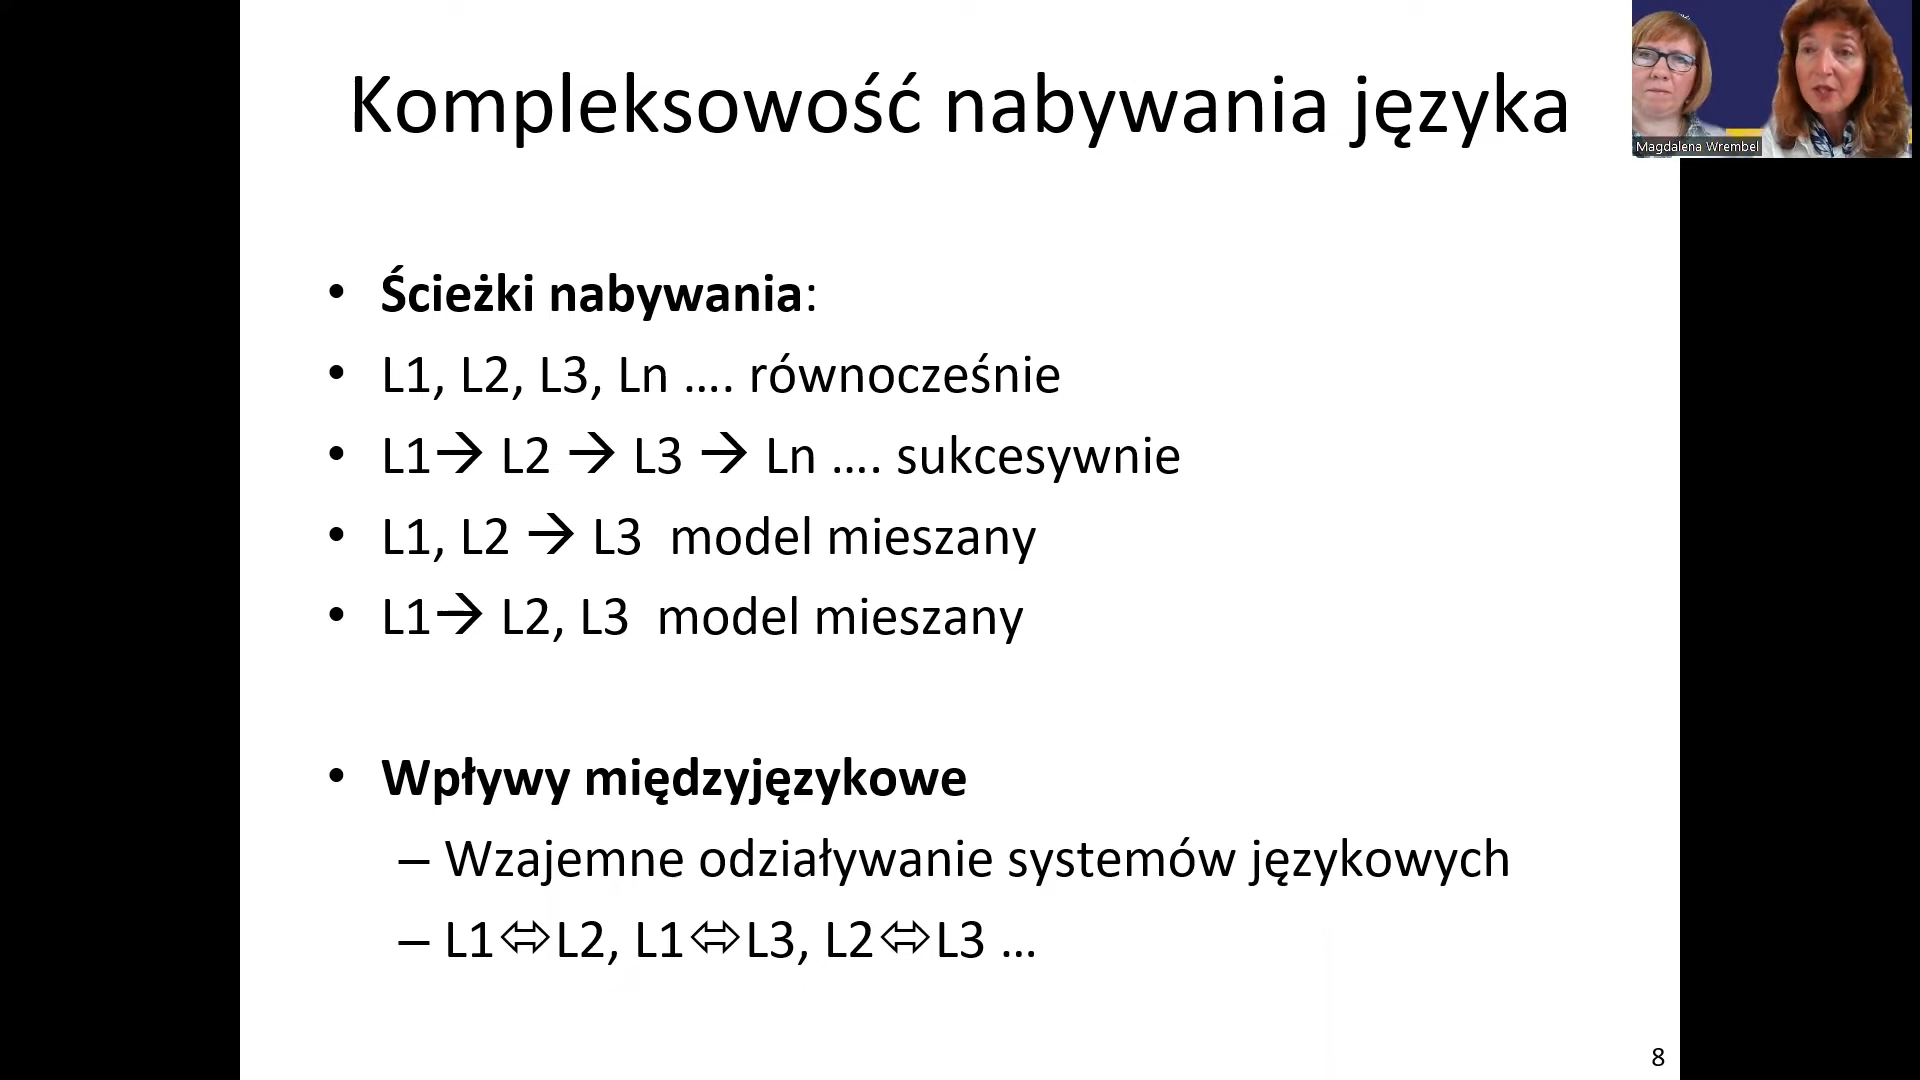 Kompleksowość nabywania języka
Magdalena Wrembel
• Ścieżki nabywania:
• L1, L2, L3, Ln .... równocześnie
• L1→ L2 → L3 → Ln .... sukcesywnie
• L1, L2 → L3 model mieszany
• L1→ L2, L3 model mieszany
• Wpływy międzyjęzykowe
– Wzajemne odziaływanie systemów językowych
– L1⬄L2, L1⬄L3, L2⬄L3 ...
8